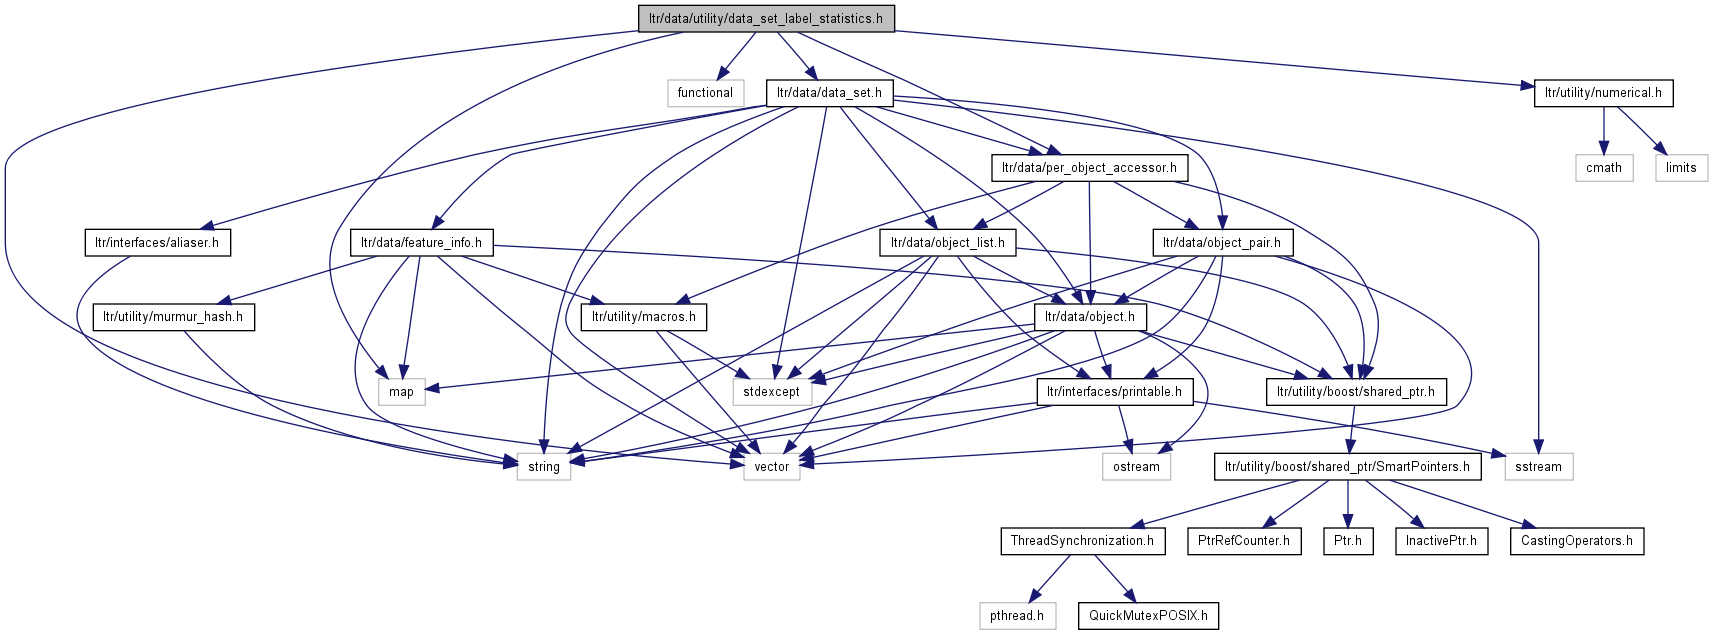 ltr/data/utility/data_set_label_statistics.h
functional
ltr/data/data_set.h
ltr/utility/numerical.h
ltr/data/per_object_accessor.h
cmath
limits
ltr/interfaces/aliaser.h
ltr/data/feature_info.h
ltr/data/object_list.h
ltr/data/object_pair.h
ltr/utility/murmur_hash.h
ltr/utility/macros.h
ltr/data/object.h
map
stdexcept
ltr/interfaces/printable.h
ltr/utility/boost/shared_ptr.h
string
vector
ostream
ltr/utility/boost/shared_ptr/SmartPointers.h
sstream
ThreadSynchronization.h
PtrRefCounter.h
Ptr.h
InactivePtr.h
CastingOperators.h
pthread.h
QuickMutexPOSIX.h